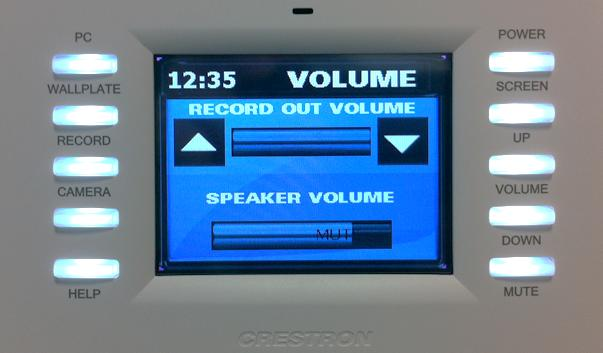 PC
WALLPLATE
RECORD
CAMERA
HELP
12:35 VOLUME
RECORD OUT VOLUME
SPEAKER VOLUME
MUT
POWER
SCREEN
UP
VOLUME
DOWN
MUTE
CRESTRON